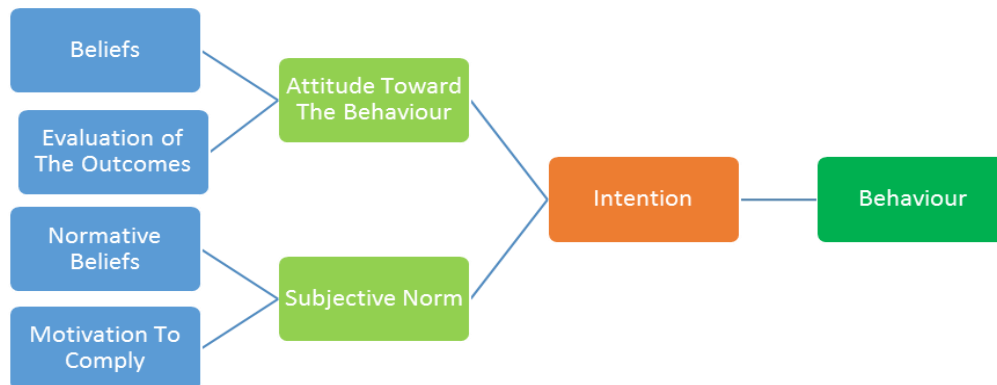 Beliefs
Evaluation of
The Outcomes
Normative
Beliefs
Motivation To
Comply
Attitude Toward
The Behaviour
Subjective Norm
Intention
Behaviour